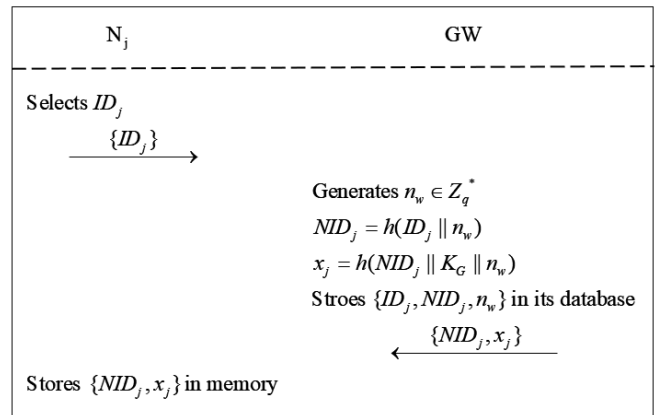 N_j GW
Selects ID_j
{ID_j}
Generates n_w ∈ Z_q^*
NID_j = h(ID_j || n_w)
x_j = h(NID_j || K_G || n_w)
Stroes {ID_j, NID_j, n_w} in its database
{NID_j, x_j}
Stores {NID_j, x_j} in memory